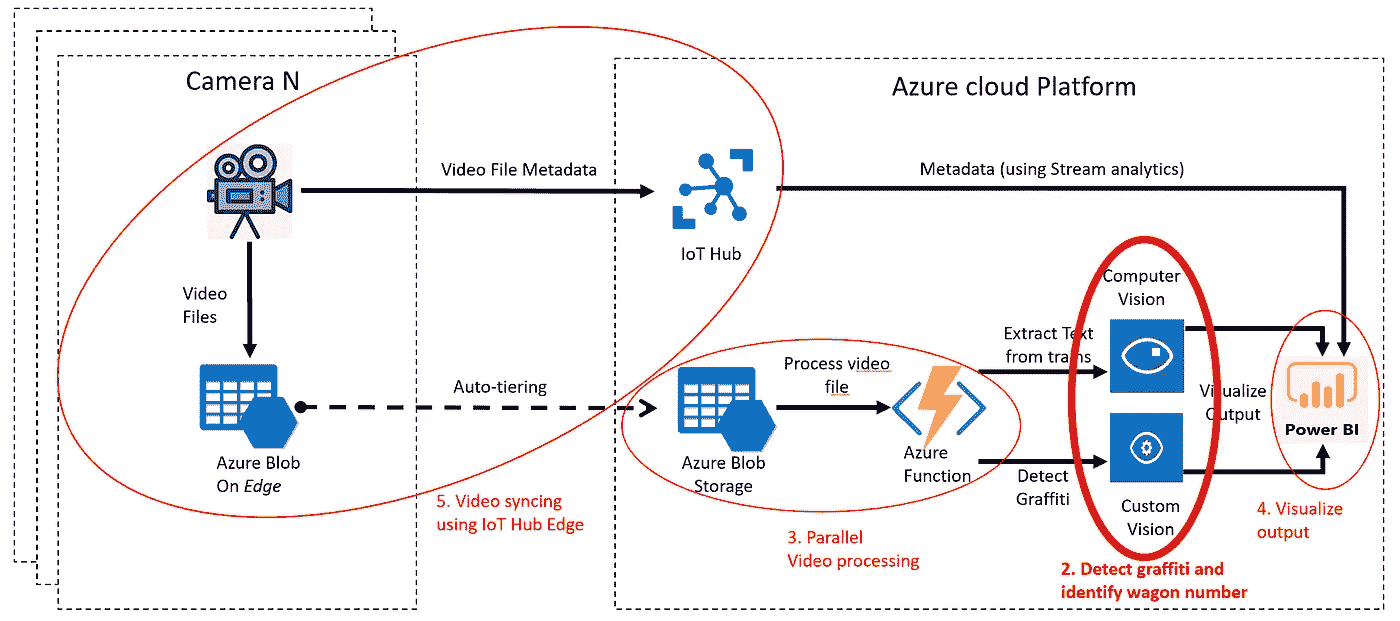 Camera N
Azure cloud Platform
Video File Metadata
Metadata (using Stream analytics)
IoT Hub
Video
Files
Computer
Vision
Extract Text
from trains
Process video
file
Auto-tiering
Visualize
Output
Power BI
Azure Blob
On Edge
Azure Blob
Storage
Azure
Function
Detect
Graffiti
Custom
Vision
5. Video syncing
using IoT Hub Edge
3. Parallel
Video processing
4. Visualize
output
2. Detect graffiti and
identify wagon number